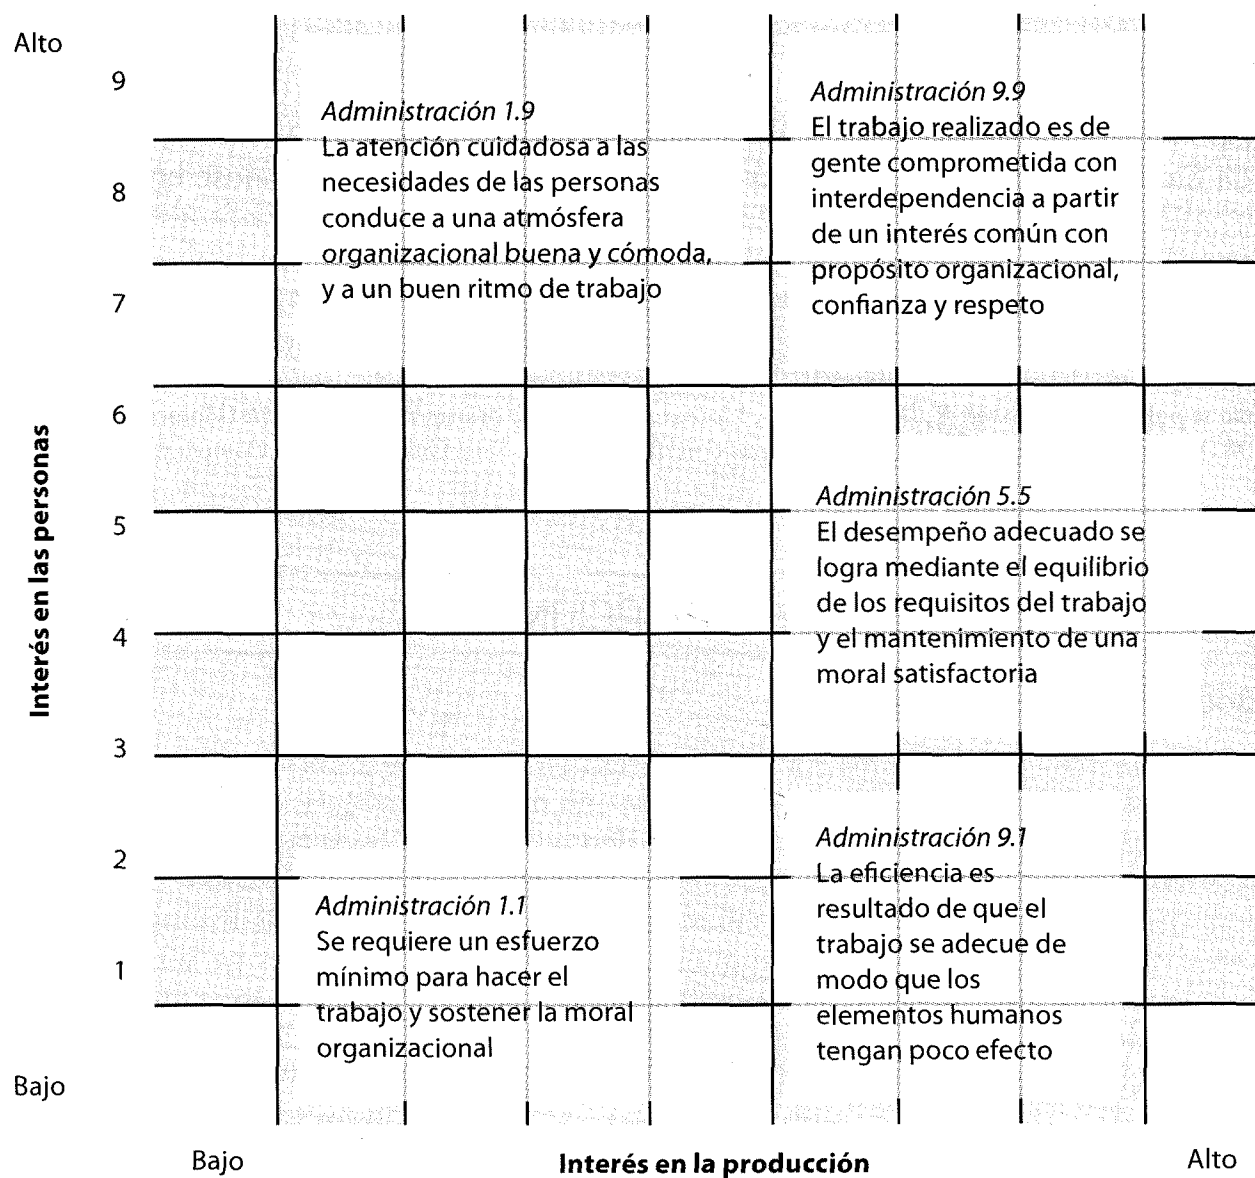 Alto
9
8
7
6
5
4
3
2
1
Bajo
Interés en las personas
Administración 1.9
La atención cuidadosa a las
necesidades de las personas
conduce a una atmósfera
organizacional buena y cómoda,
y a un buen ritmo de trabajo
Administración 9.9
El trabajo realizado es de
gente comprometida con
interdependencia a partir
de un interés común con
propósito organizacional,
confianza y respeto
Administración 5.5
El desempeño adecuado se
logra mediante el equilibrio
de los requisitos del trabajo
y el mantenimiento de una
moral satisfactoria
Administración 1.1
Se requiere un esfuerzo
mínimo para hacer el
trabajo y sostener la moral
organizacional
Administración 9.1
La eficiencia es
resultado de que el
trabajo se adecue de
modo que los
elementos humanos
tengan poco efecto
Bajo
Interés en la producción
Alto